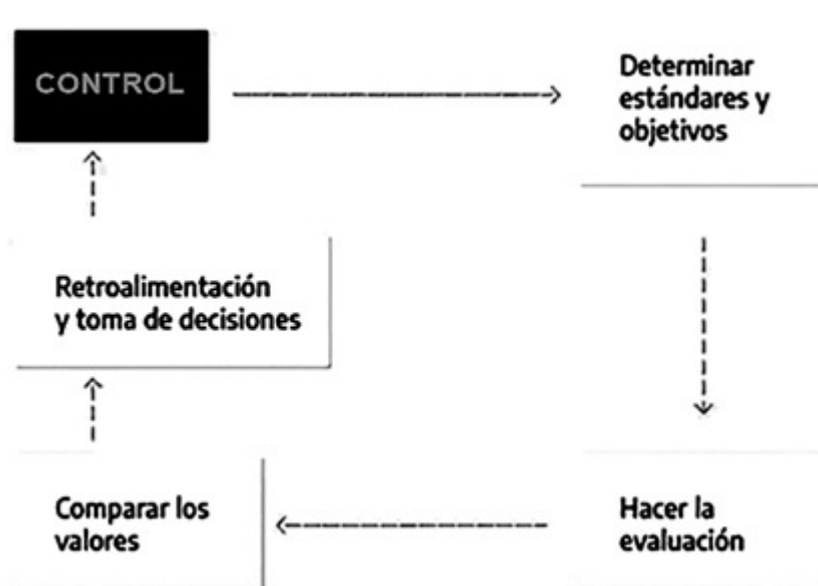 CONTROL
Determinar
estándares y
objetivos
Retroalimentación
y toma de decisiones
Comparar los
valores
Hacer la
evaluación